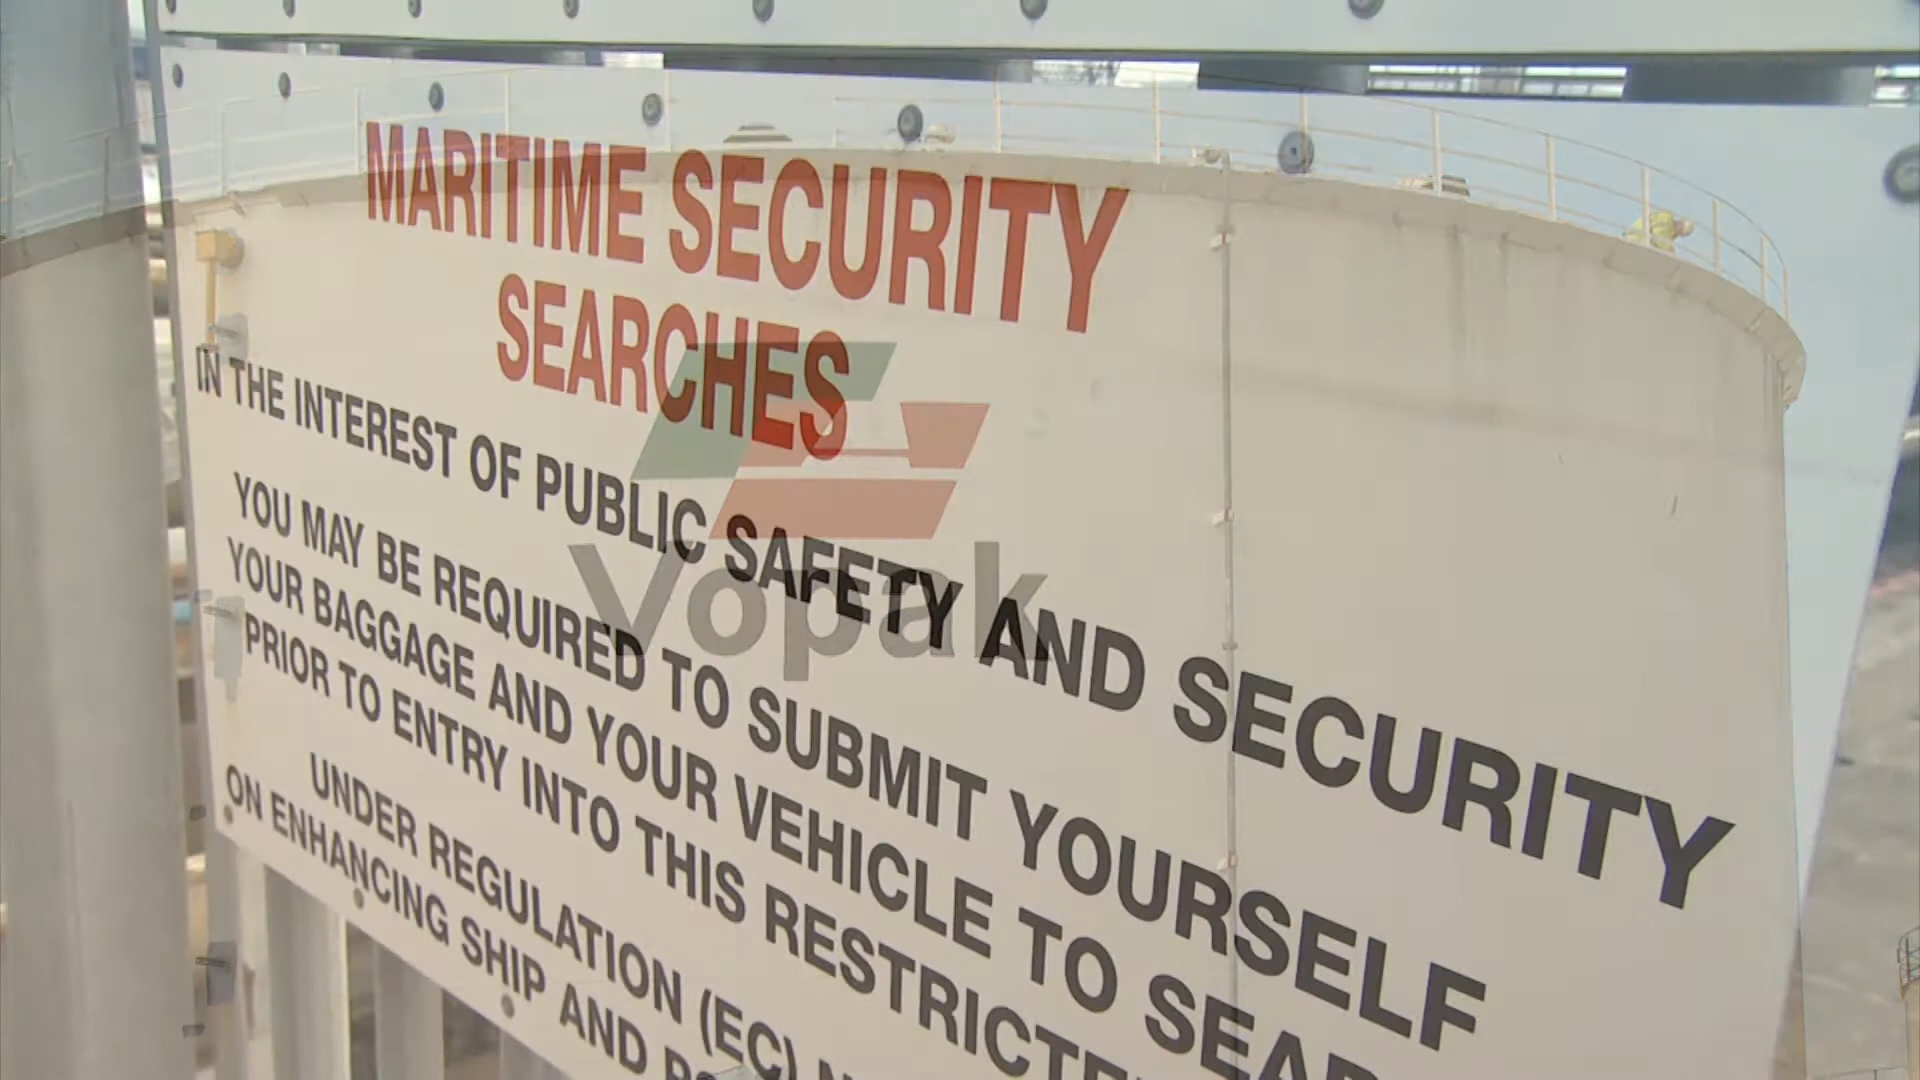 MARITIME SECURITY
SEARCHES
IN THE INTEREST OF PUBLIC SAFETY AND SECURITY
YOU MAY BE REQUIRED TO SUBMIT YOURSELF
YOUR BAGGAGE AND YOUR VEHICLE TO
PRIOR TO ENTRY INTO THIS
UNDER REGULATION (EC)
ON ENHANCING SHIP AND
Vopak